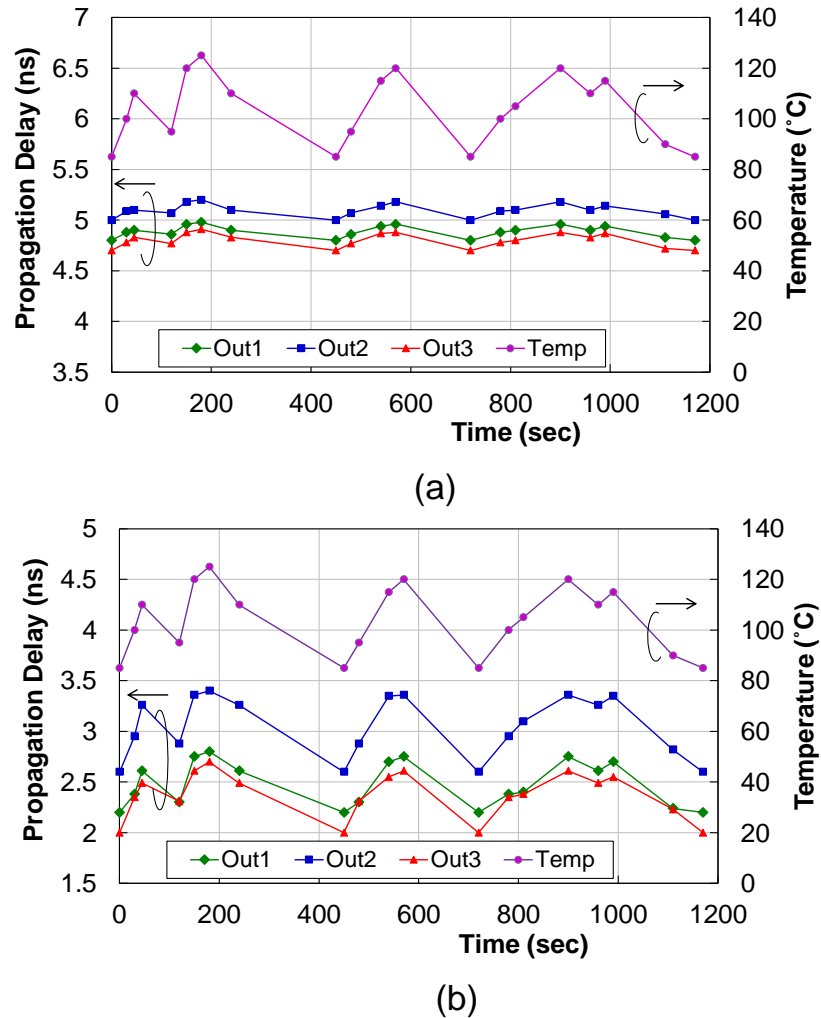 7
6.5
6
5.5
5
4.5
4
3.5
Propagation Delay (ns)
140
120
100
80
60
40
20
0
Temperature (˚C)
Out1 Out2 Out3 Temp
0 200 400 600 800 1000 1200
Time (sec)
(a)
5
4.5
4
3.5
3
2.5
2
1.5
Propagation Delay (ns)
140
120
100
80
60
40
20
0
Temperature (˚C)
Out1 Out2 Out3 Temp
0 200 400 600 800 1000 1200
Time (sec)
(b)